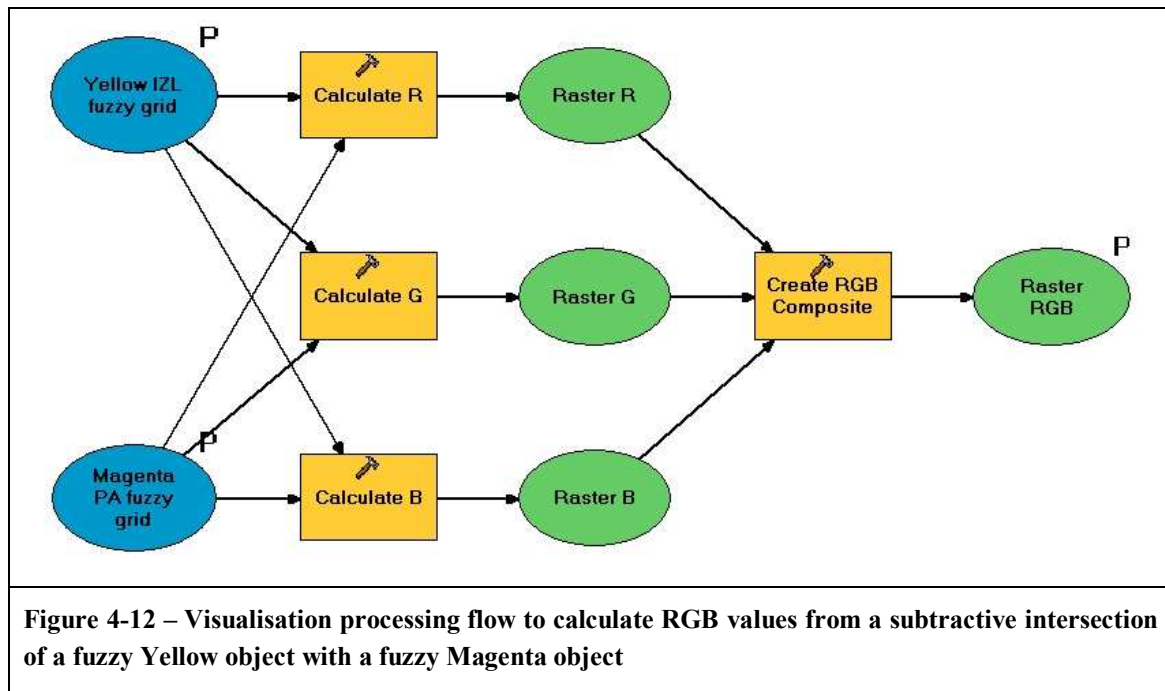 P
Yellow IZL
fuzzy grid
Calculate R
Raster R
Calculate G
Raster G
Create RGB
Composite
P
Raster
RGB
P
Magenta
PA fuzzy
grid
Calculate B
Raster B
Figure 4-12 – Visualisation processing flow to calculate RGB values from a subtractive intersection
of a fuzzy Yellow object with a fuzzy Magenta object